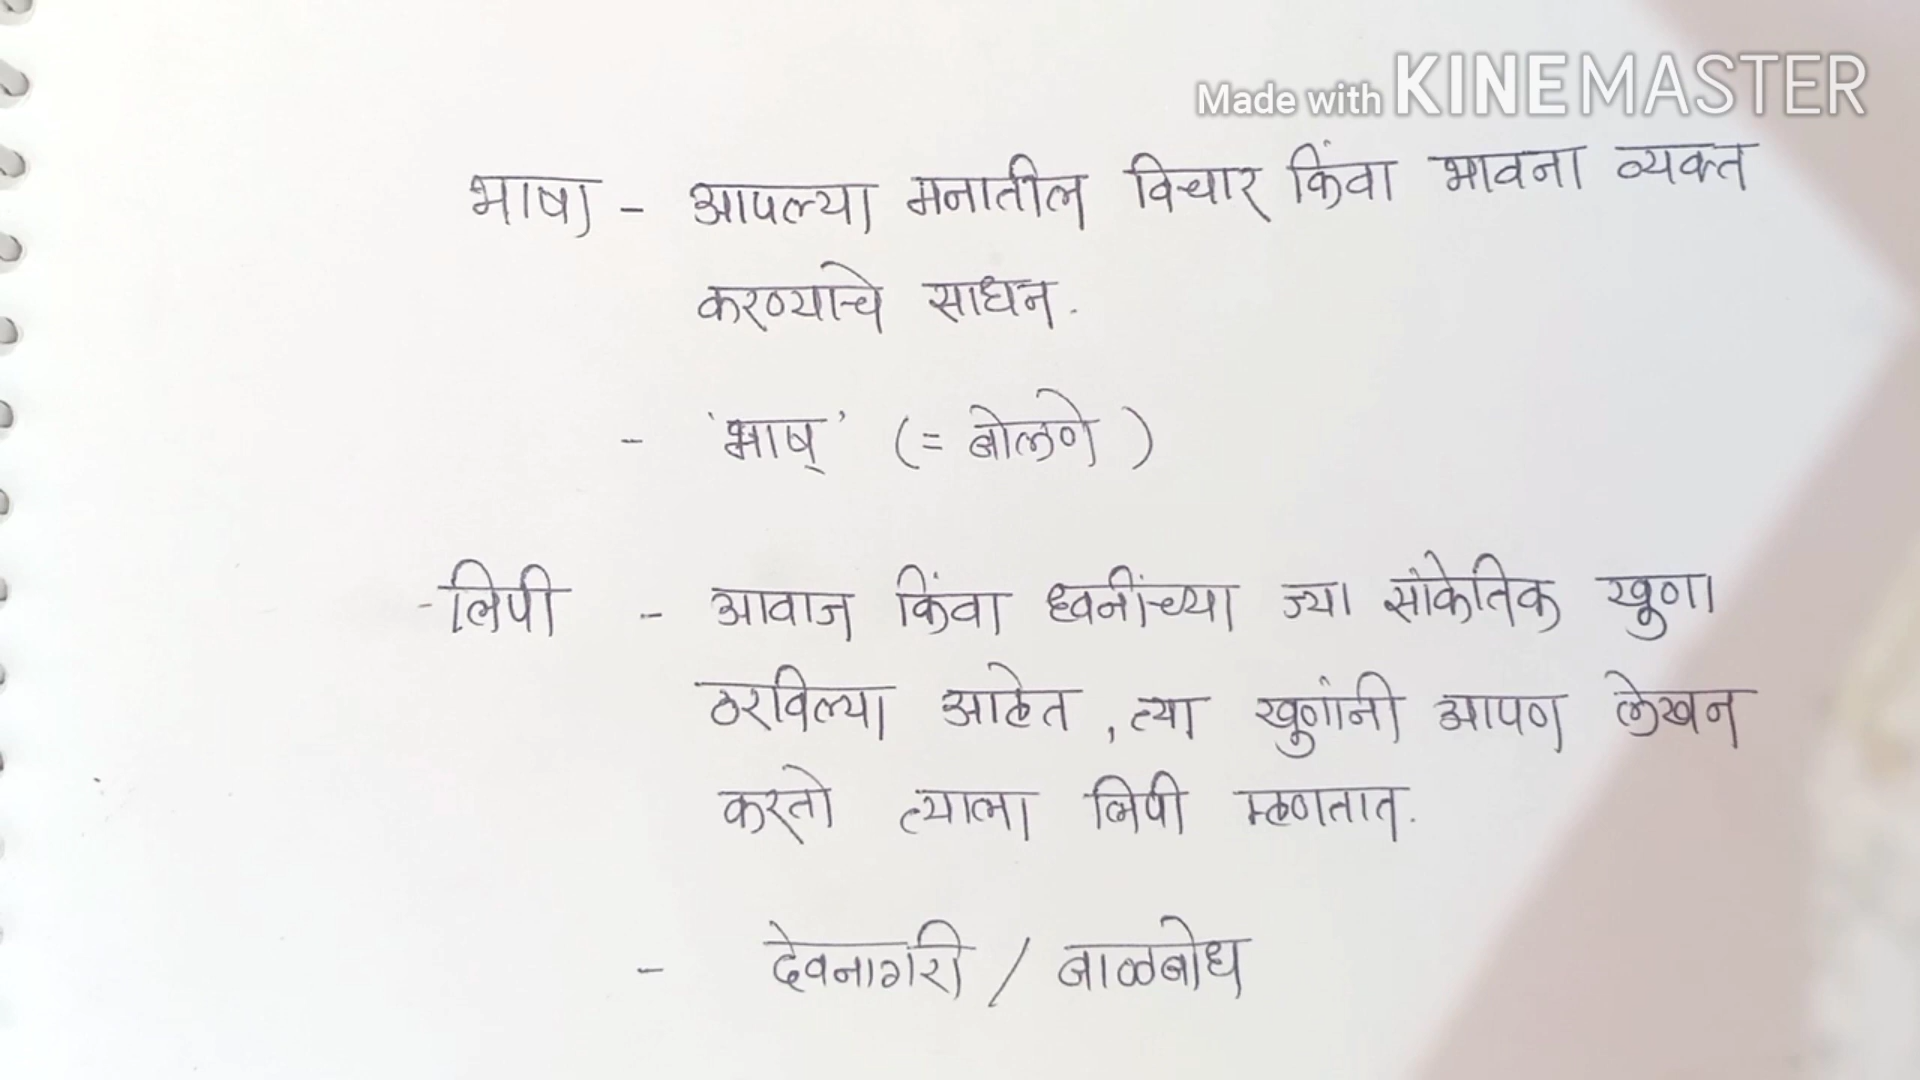 Made with KINEMASTER
भाषा - आपल्या मनातील विचार किंवा भावना व्यक्त
करण्याचे साधन.
- 'भाष्' (= बोलणे)
- लिपी - आवाज किंवा ध्वनींच्या ज्या सांकेतिक खुणा
ठरविल्या आहेत, त्या खुणांनी आपण लेखन
करतो त्याला लिपी म्हणतात.
- देवनागरी / बाळबोध